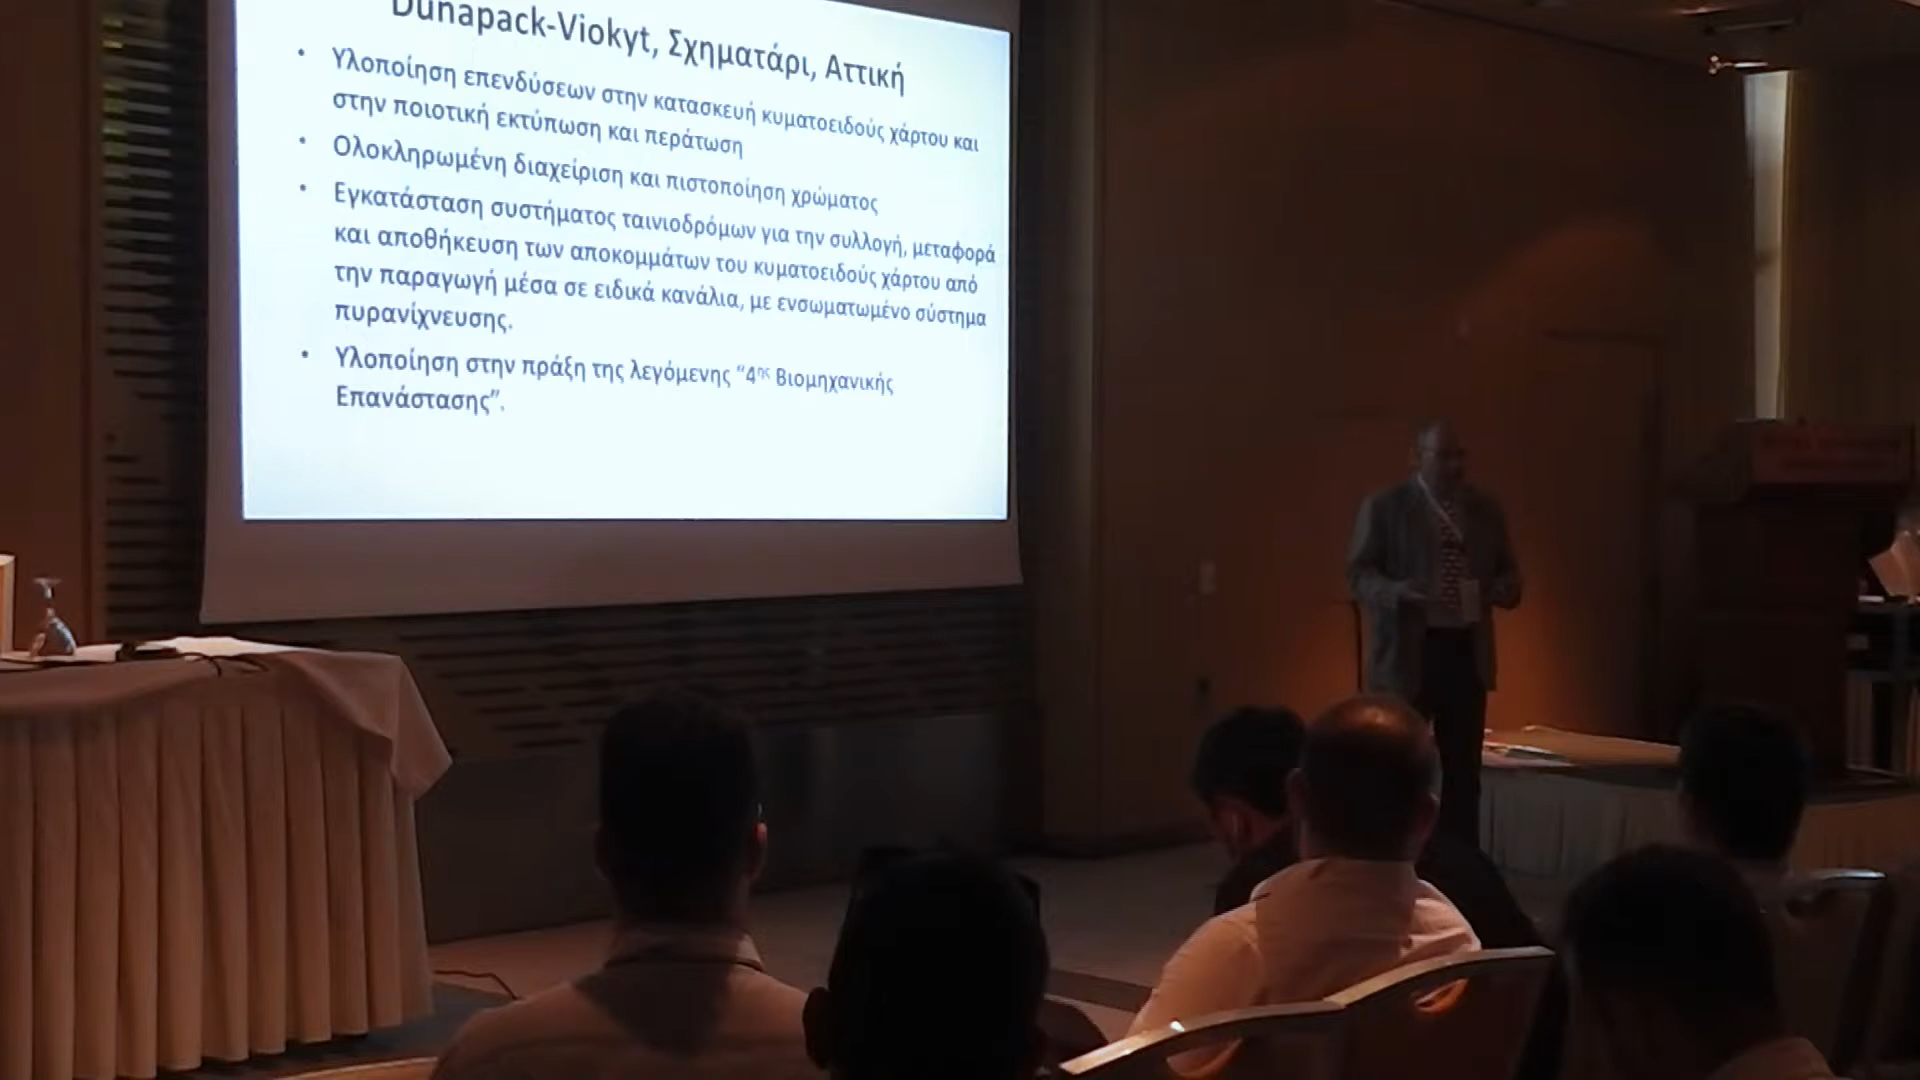 Dunapack-Viokyt, Σχηματάρι, Αττική
• Υλοποίηση επενδύσεων στην κατασκευή κυματοειδούς χάρτου και
στην ποιοτική εκτύπωση και περάτωση
• Ολοκληρωμένη διαχείριση και πιστοποίηση χρώματος
• Εγκατάσταση συστήματος ταινιοδρόμων για την συλλογή, μεταφορά
και αποθήκευση των αποκομμάτων του κυματοειδούς χάρτου από
την παραγωγή μέσα σε ειδικά κανάλια, με ενσωματωμένο σύστημα
πυρανίχνευσης.
• Υλοποίηση στην πράξη της λεγόμενης “4ης Βιομηχανικής
Επανάστασης”.